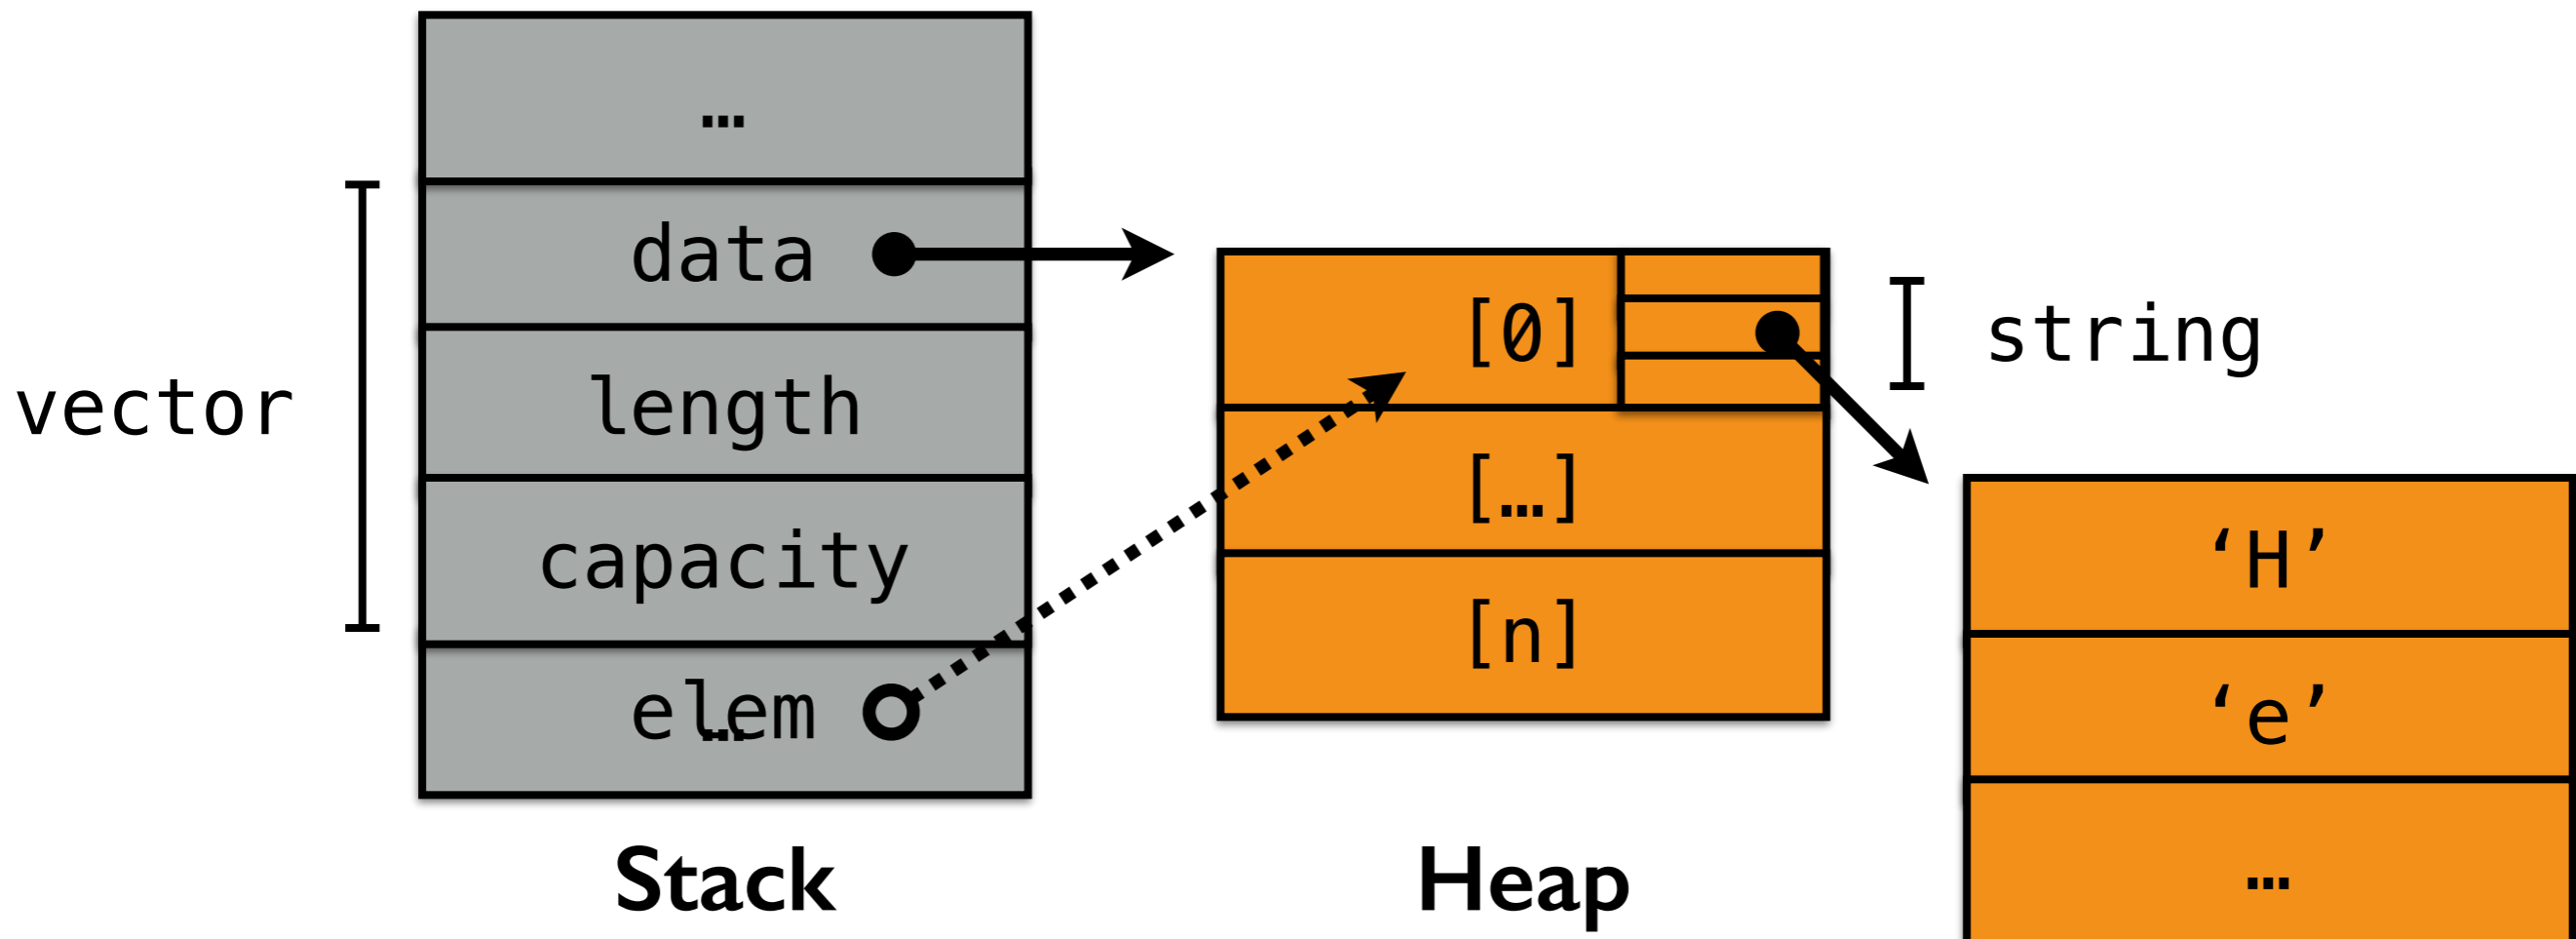 …
data
length
vector
capacity
elem
…
Stack
[0]
[…]
[n]
Heap
string
‘H’
‘e’
…